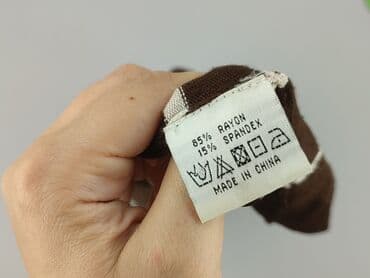 85% RAYON
15% SPANDEX
MADE IN CHINA